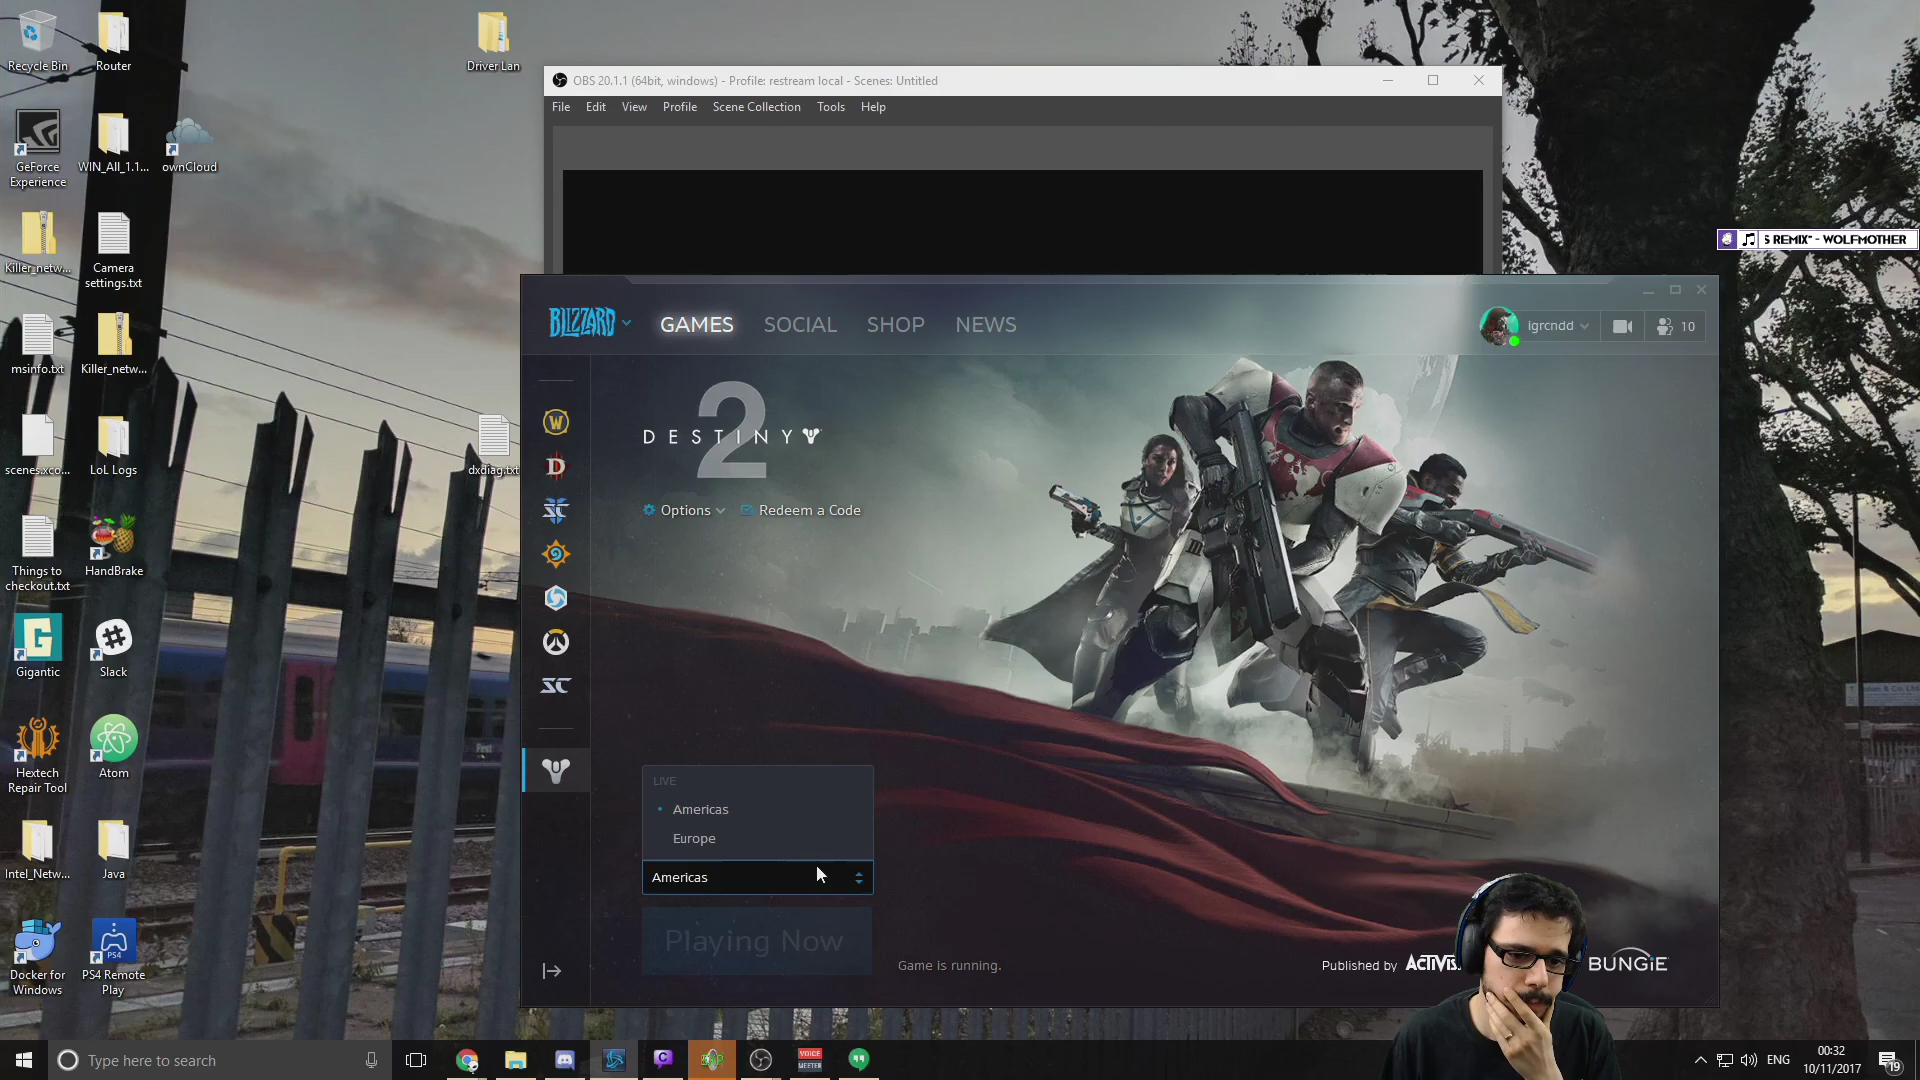 Recycle Bin
Router
Driver Lan
GeForce
Experience
WIN_All_1.1...
ownCloud
Killer_netw...
Camera
settings.txt
msinfo.txt
Killer_netw...
scenes.xco...
LoL Logs
dxdiag.txt
Things to
checkout.txt
HandBrake
Gigantic
Slack
Hextech
Repair Tool
Atom
Intel_Netw...
Java
Docker for
Windows
PS4 Remote
Play
OBS 20.1.1 (64bit, windows) - Profile: restream local - Scenes: Untitled
File Edit View Profile Scene Collection Tools Help
S REMIX" - WOLFMOTHER
BLIZZARD GAMES SOCIAL SHOP NEWS
igrcndd 10
DESTINY 2
Options Redeem a Code
LIVE
Americas
Europe
Americas
Playing Now
Game is running.
Published by ACTIVIS
BUNGIE
Type here to search
VOICE
MEETER
ENG
00:32
10/11/2017
19